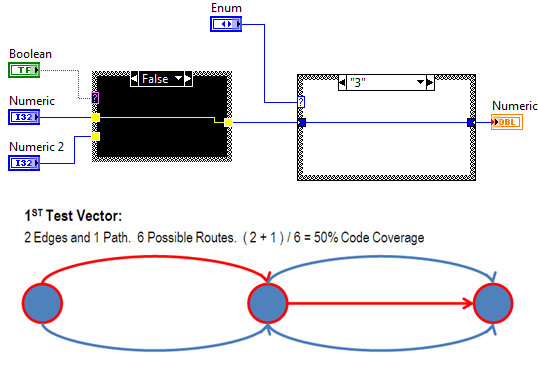 Enum
Boolean
TF
False
"3"
?
?
Numeric
I32
Numeric
DBL
Numeric 2
I32
1ST Test Vector:
2 Edges and 1 Path. 6 Possible Routes. ( 2 + 1 ) / 6 = 50% Code Coverage